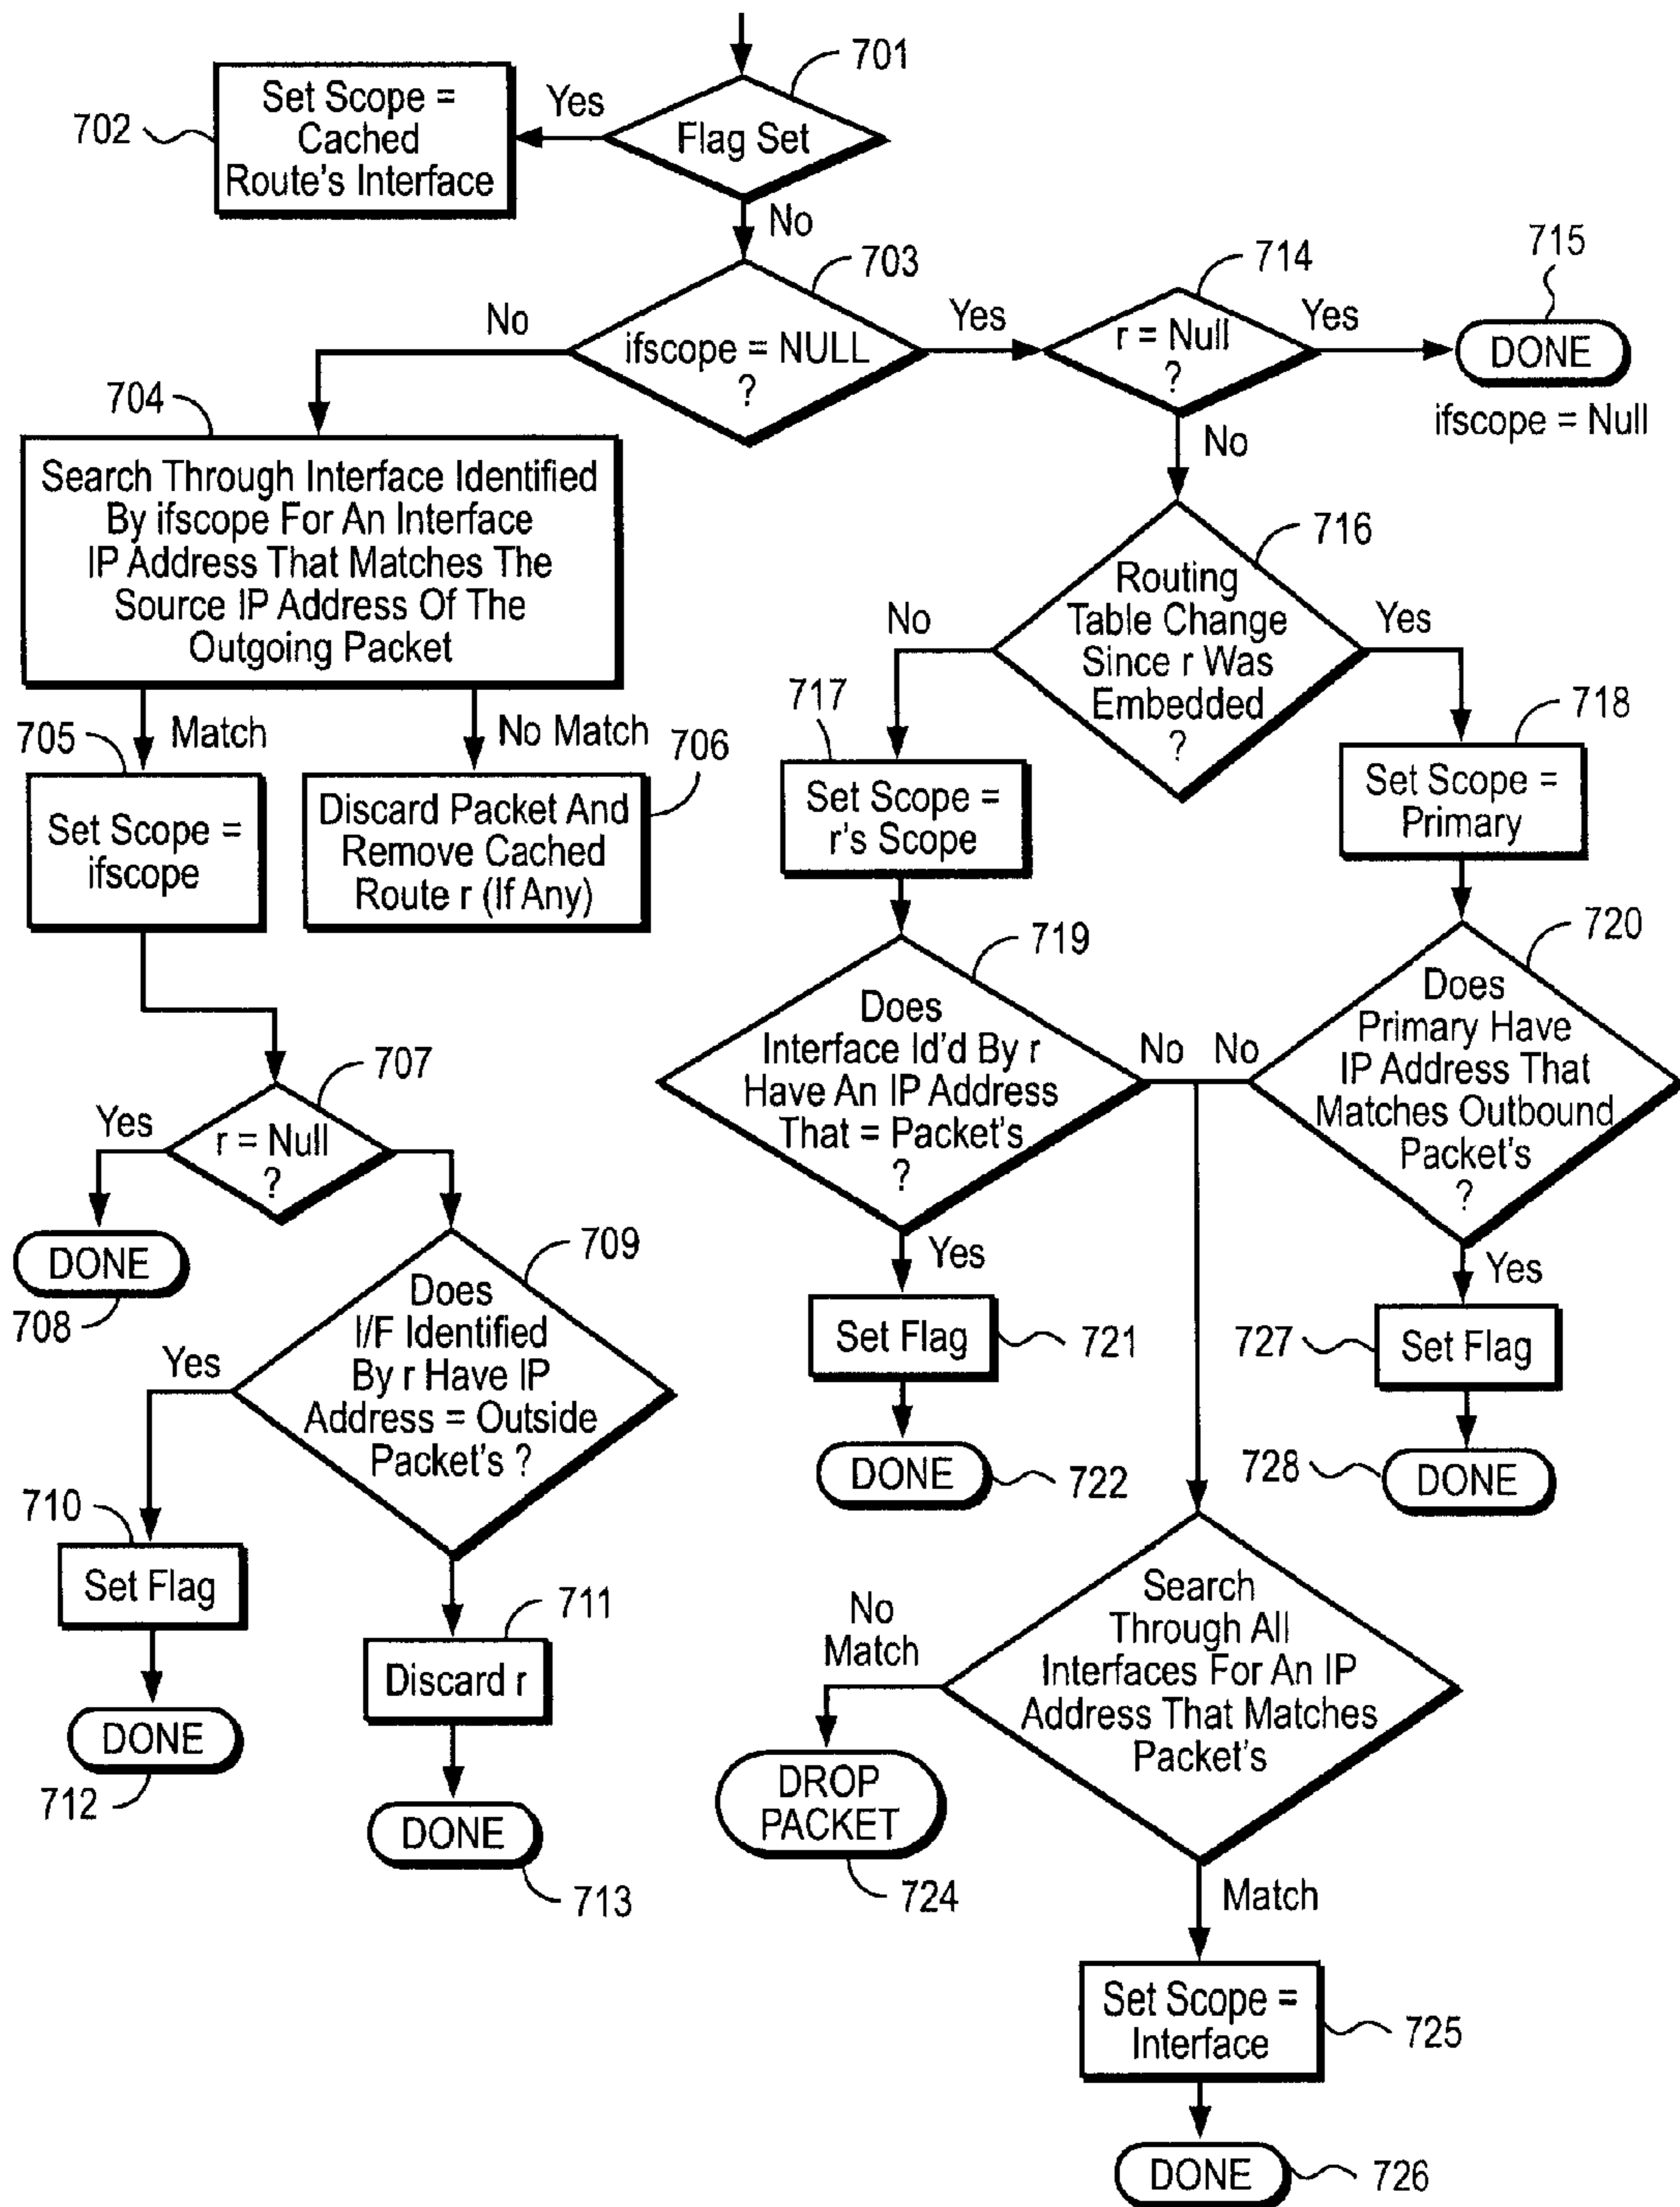 701
Set Scope =
Cached
Route's Interface
702
Yes
Flag Set
No
703
ifscope = NULL
?
No
Yes
714
r = Null
?
Yes
715
DONE
ifscope = Null
No
704
Search Through Interface Identified
By ifscope For An Interface
IP Address That Matches The
Source IP Address Of The
Outgoing Packet
Match
No Match
705
Set Scope =
ifscope
706
Discard Packet And
Remove Cached
Route r (If Any)
716
Routing
Table Change
Since r Was
Embedded
?
No
Yes
717
Set Scope =
r's Scope
718
Set Scope =
Primary
719
Does
Interface Id'd By r
Have An IP Address
That = Packet's
?
No
No
720
Does
Primary Have
IP Address That
Matches Outbound
Packet's
?
707
r = Null
?
Yes
DONE
708
709
Does
I/F Identified
By r Have IP
Address = Outside
Packet's ?
Yes
710
Set Flag
DONE
712
711
Discard r
DONE
713
Yes
Set Flag
721
DONE
722
Yes
727
Set Flag
728
DONE
Search
Through All
Interfaces For An IP
Address That Matches
Packet's
No
Match
DROP
PACKET
724
Match
Set Scope =
Interface
725
DONE
726